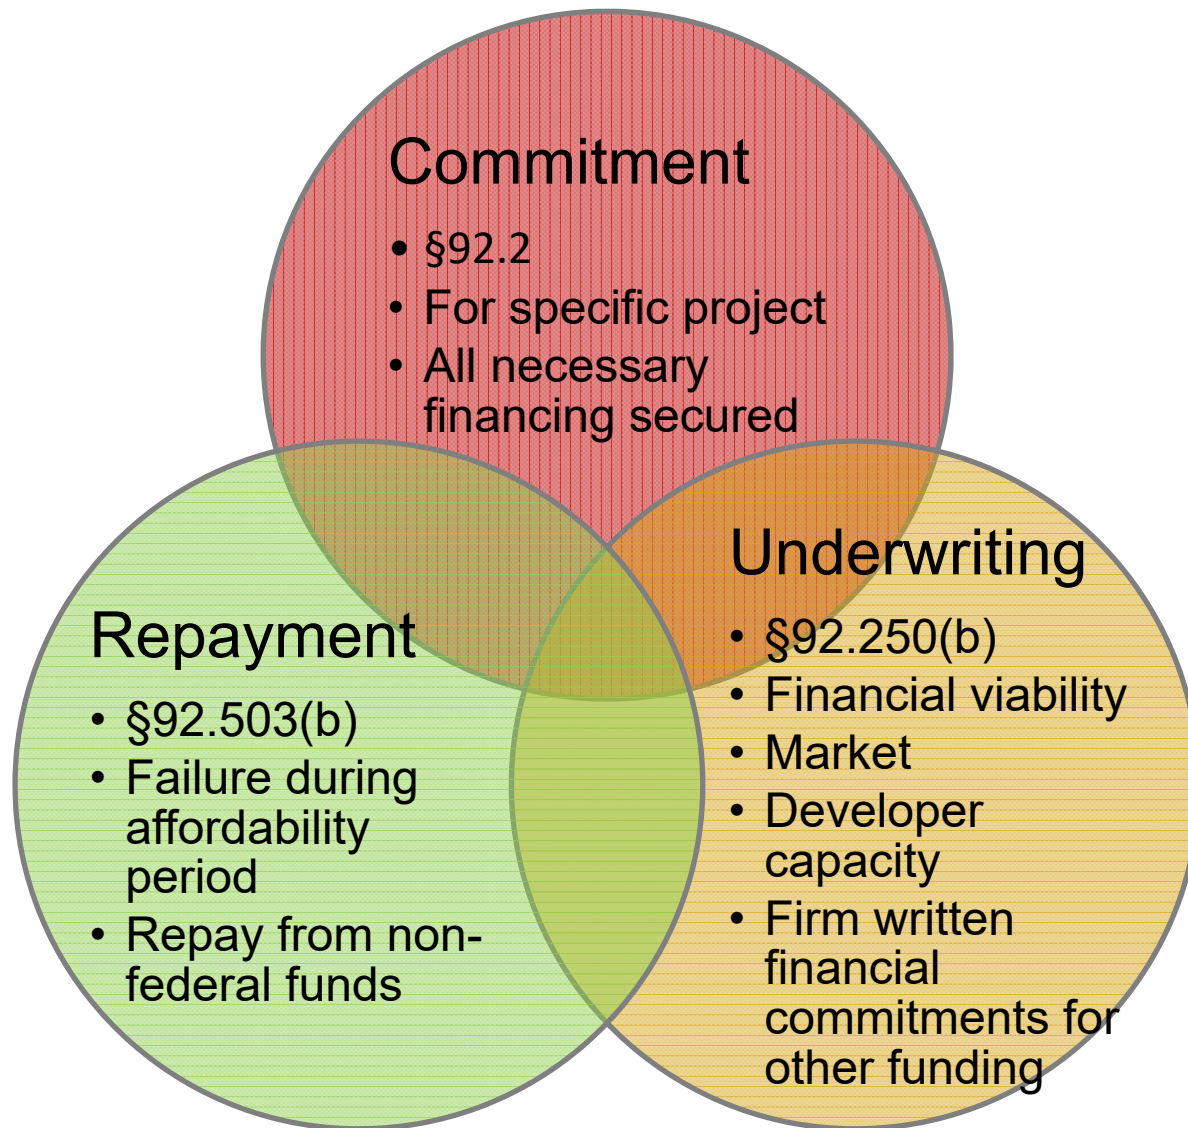 Commitment
• §92.2
• For specific project
• All necessary
financing secured
Underwriting
• §92.250(b)
• Financial viability
• Market
• Developer
capacity
• Firm written
financial
commitments for
other funding
Repayment
• §92.503(b)
• Failure during
affordability
period
• Repay from non-
federal funds